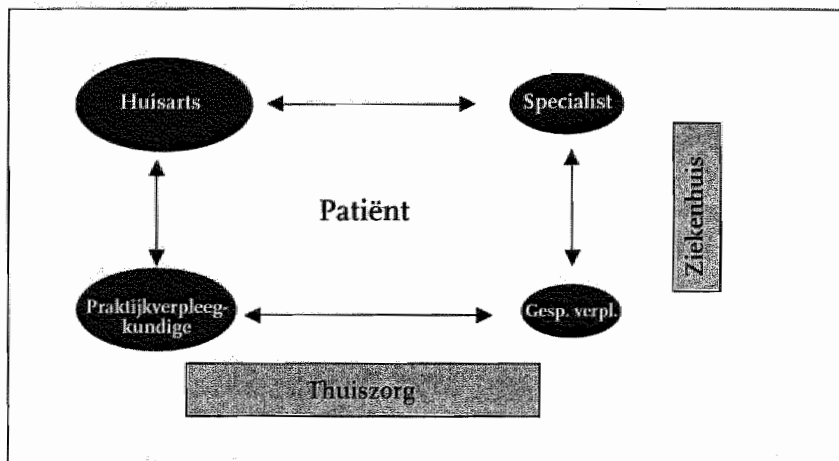 Huisarts
Specialist
Patiënt
Ziekenhuis
Praktijkverpleeg-
kundige
Gesp. verpl.
Thuiszorg